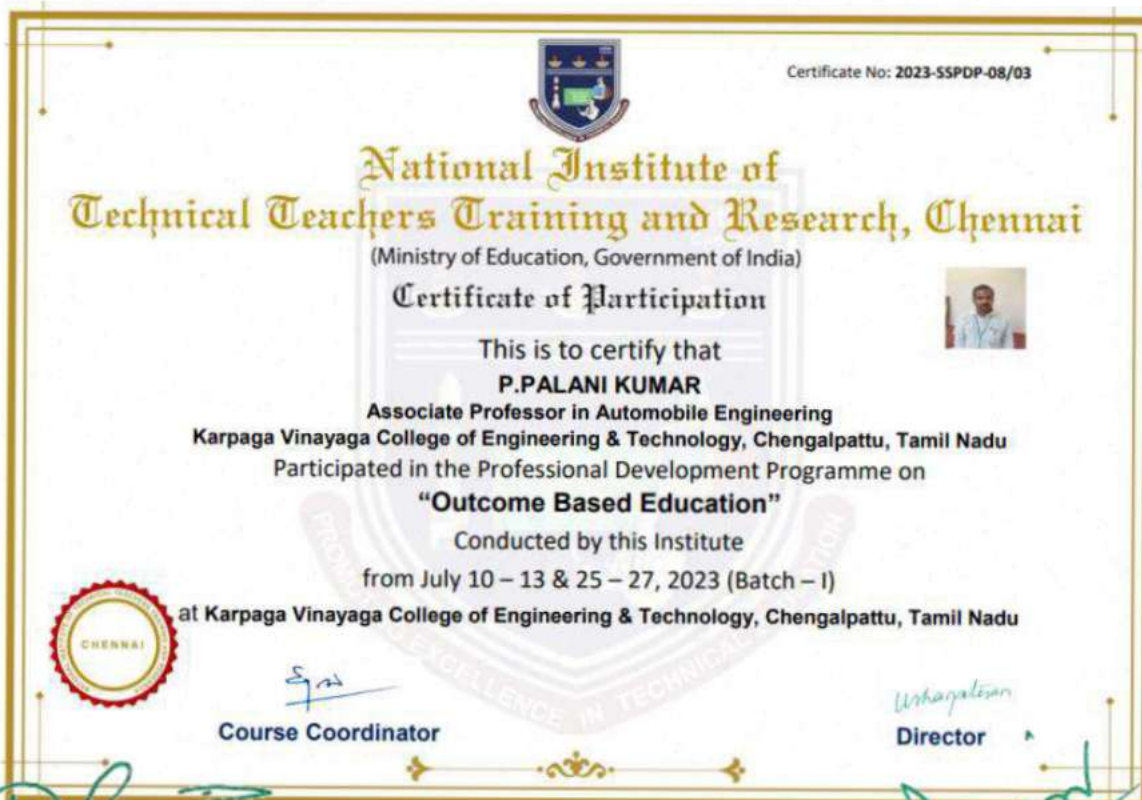 Certificate No: 2023-SSPDP-08/03
National Institute of
Technical Teachers Training and Research, Chennai
(Ministry of Education, Government of India)
Certificate of Participation
This is to certify that
P.PALANI KUMAR
Associate Professor in Automobile Engineering
Karpaga Vinayaga College of Engineering & Technology, Chengalpattu, Tamil Nadu
Participated in the Professional Development Programme on
“Outcome Based Education”
Conducted by this Institute
from July 10 – 13 & 25 – 27, 2023 (Batch – I)
at Karpaga Vinayaga College of Engineering & Technology, Chengalpattu, Tamil Nadu
CHENNAI
EXCELLENCE IN TECHNICAL
Course Coordinator
Director